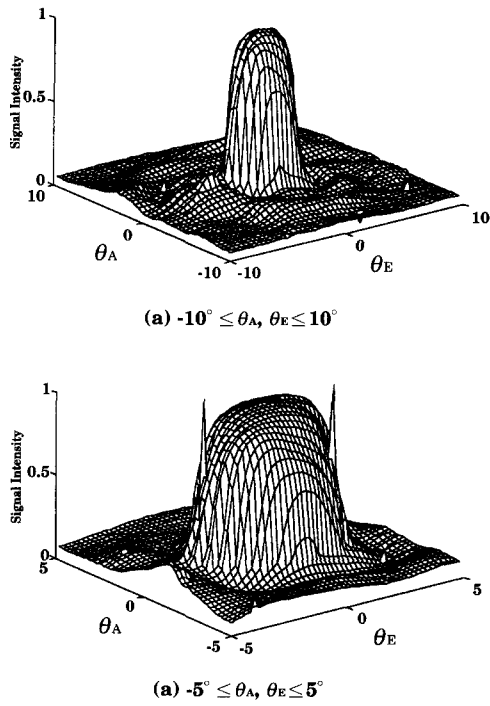 1
0.5
0
Signal Intensity
10
0
-10
θA
-10
0
10
θE
(a) -10° ≤ θA, θE ≤ 10°
1
0.5
0
Signal Intensity
5
0
-5
θA
-5
0
5
θE
(a) -5° ≤ θA, θE ≤ 5°